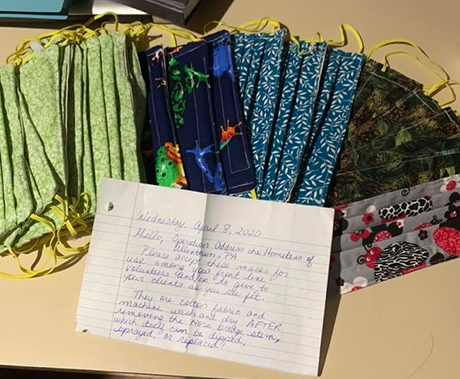 Wednesday, April 8, 2020
Hello, Operation Address the Homeless of
Allentown, PA
Please accept these masks for
use among your front line
volunteers and/or to give to
your clients as you see fit.
They are cotton fabric and
machine wash and dry AFTER
removing the nose bridge stem,
which today can be dipped,
sprayed, or replaced.